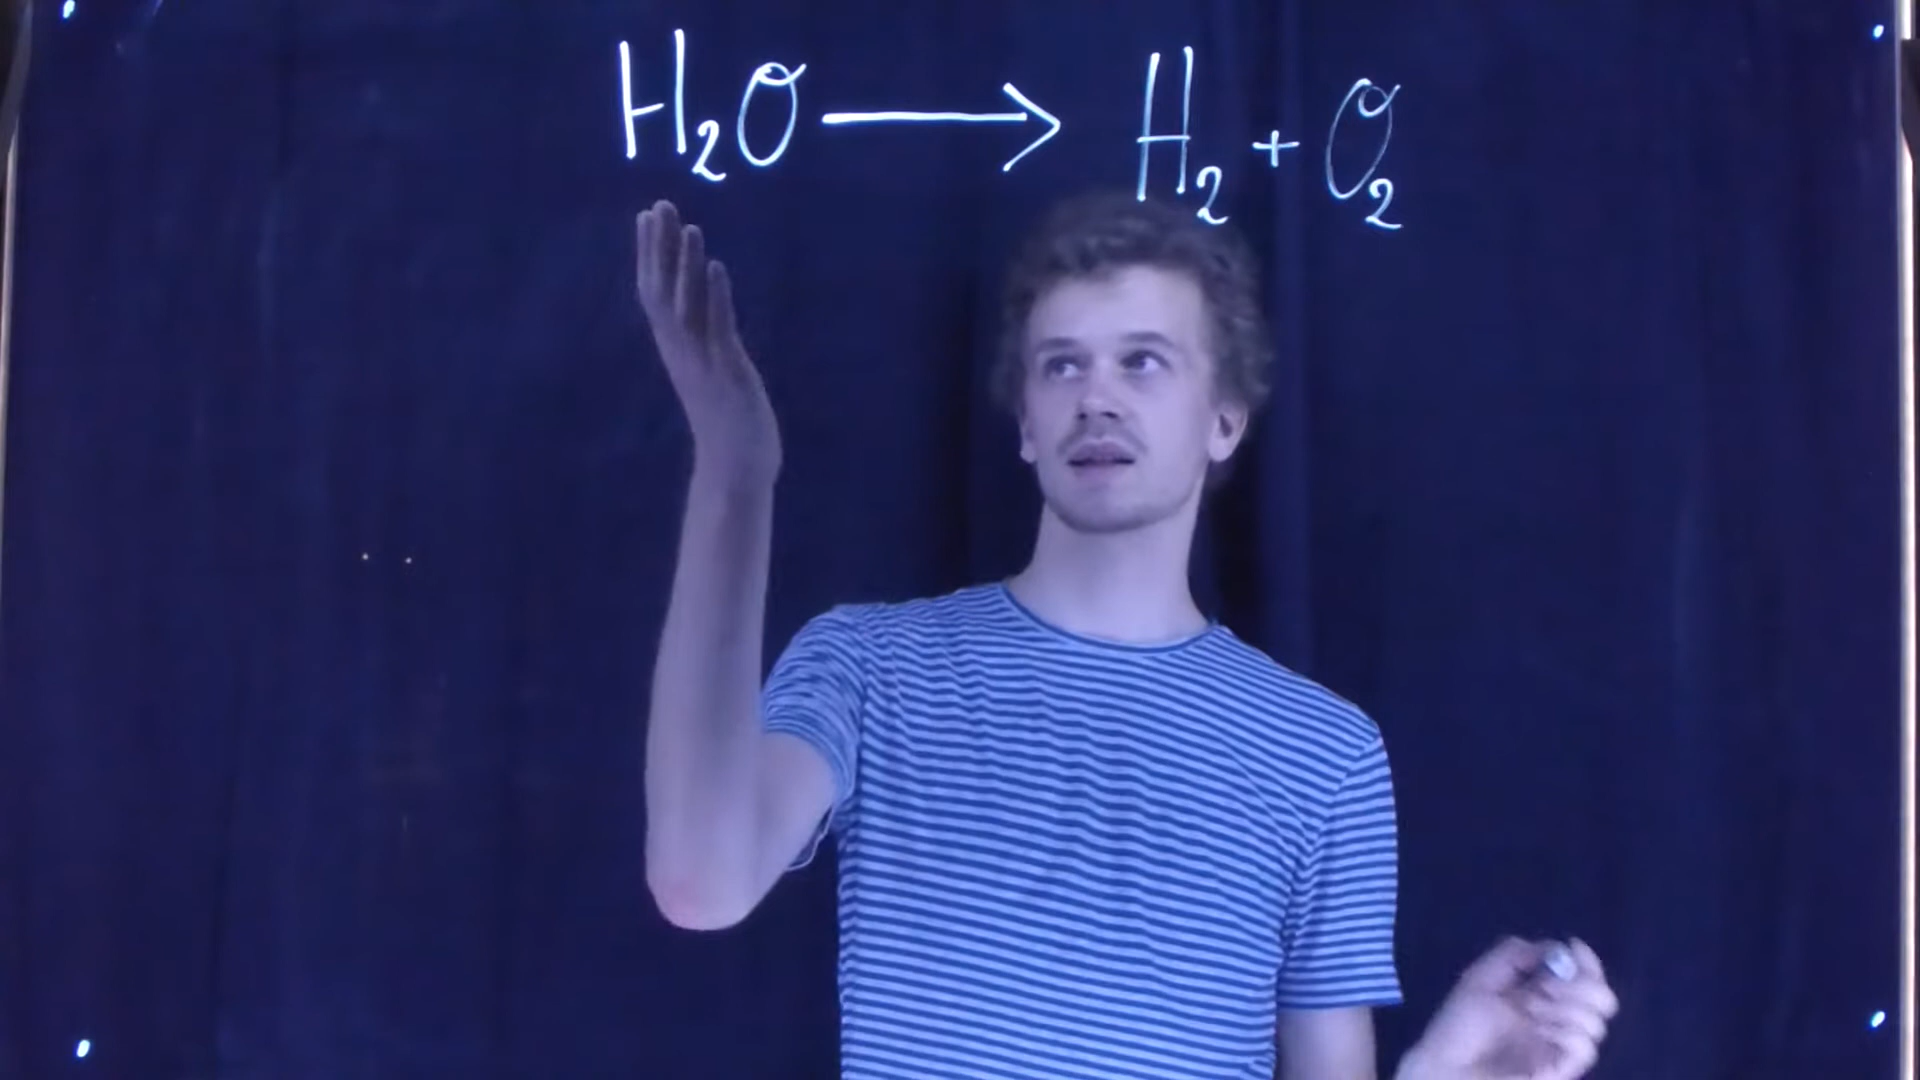 H₂O → H₂ + O₂